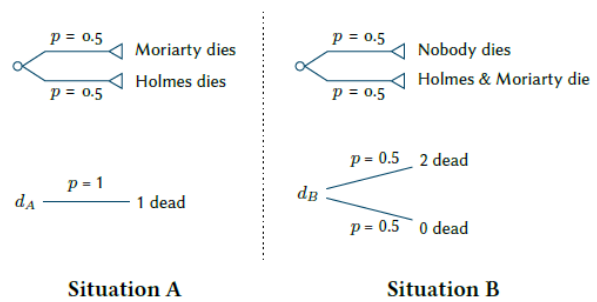 p = 0.5
Moriarty dies
Holmes dies
p = 0.5
d_A
p = 1
1 dead
Situation A
p = 0.5
Nobody dies
Holmes & Moriarty die
p = 0.5
p = 0.5
2 dead
d_B
p = 0.5
0 dead
Situation B